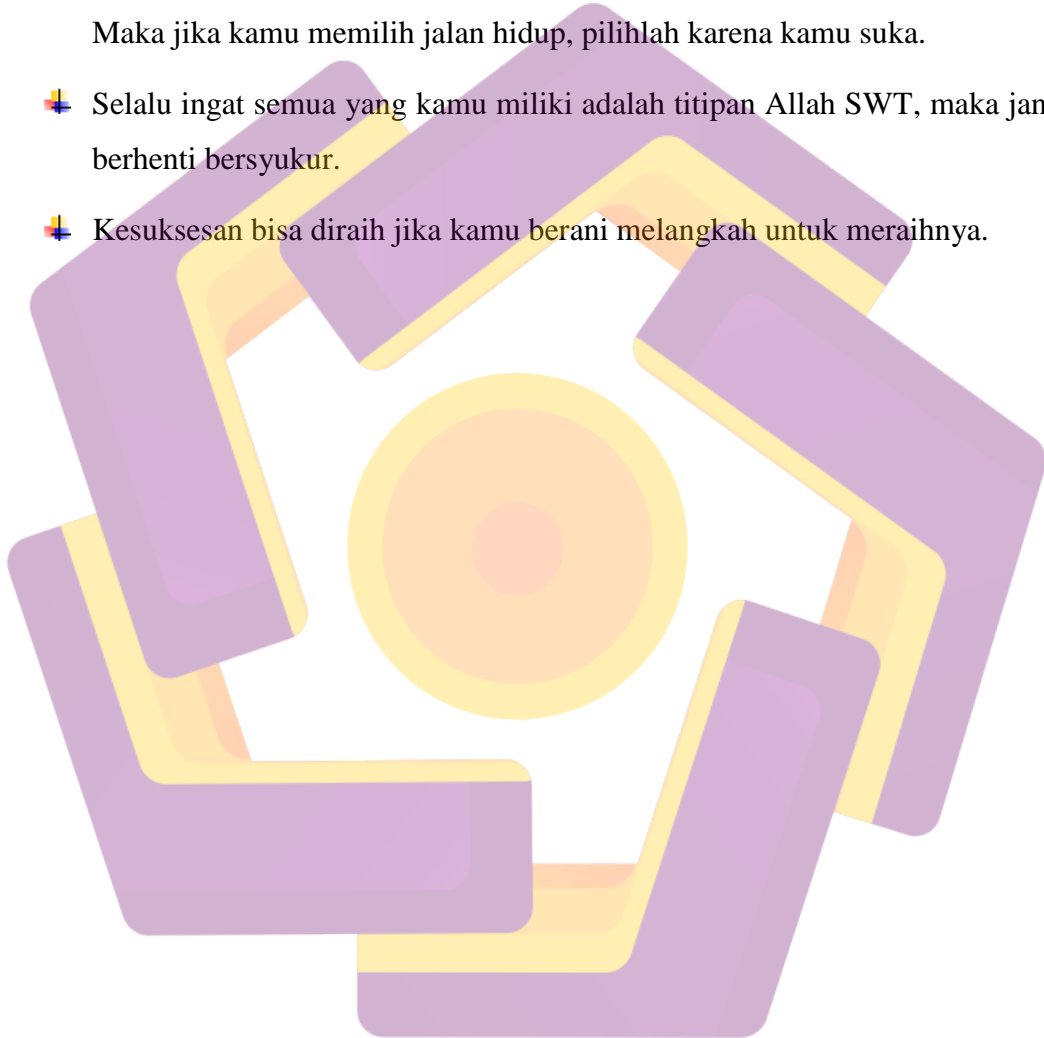 Maka jika kamu memilih jalan hidup, pilihlah karena kamu suka.
Selalu ingat semua yang kamu miliki adalah titipan Allah SWT, maka jan
berhenti bersyukur.
Kesuksesan bisa diraih jika kamu berani melangkah untuk meraihnya.